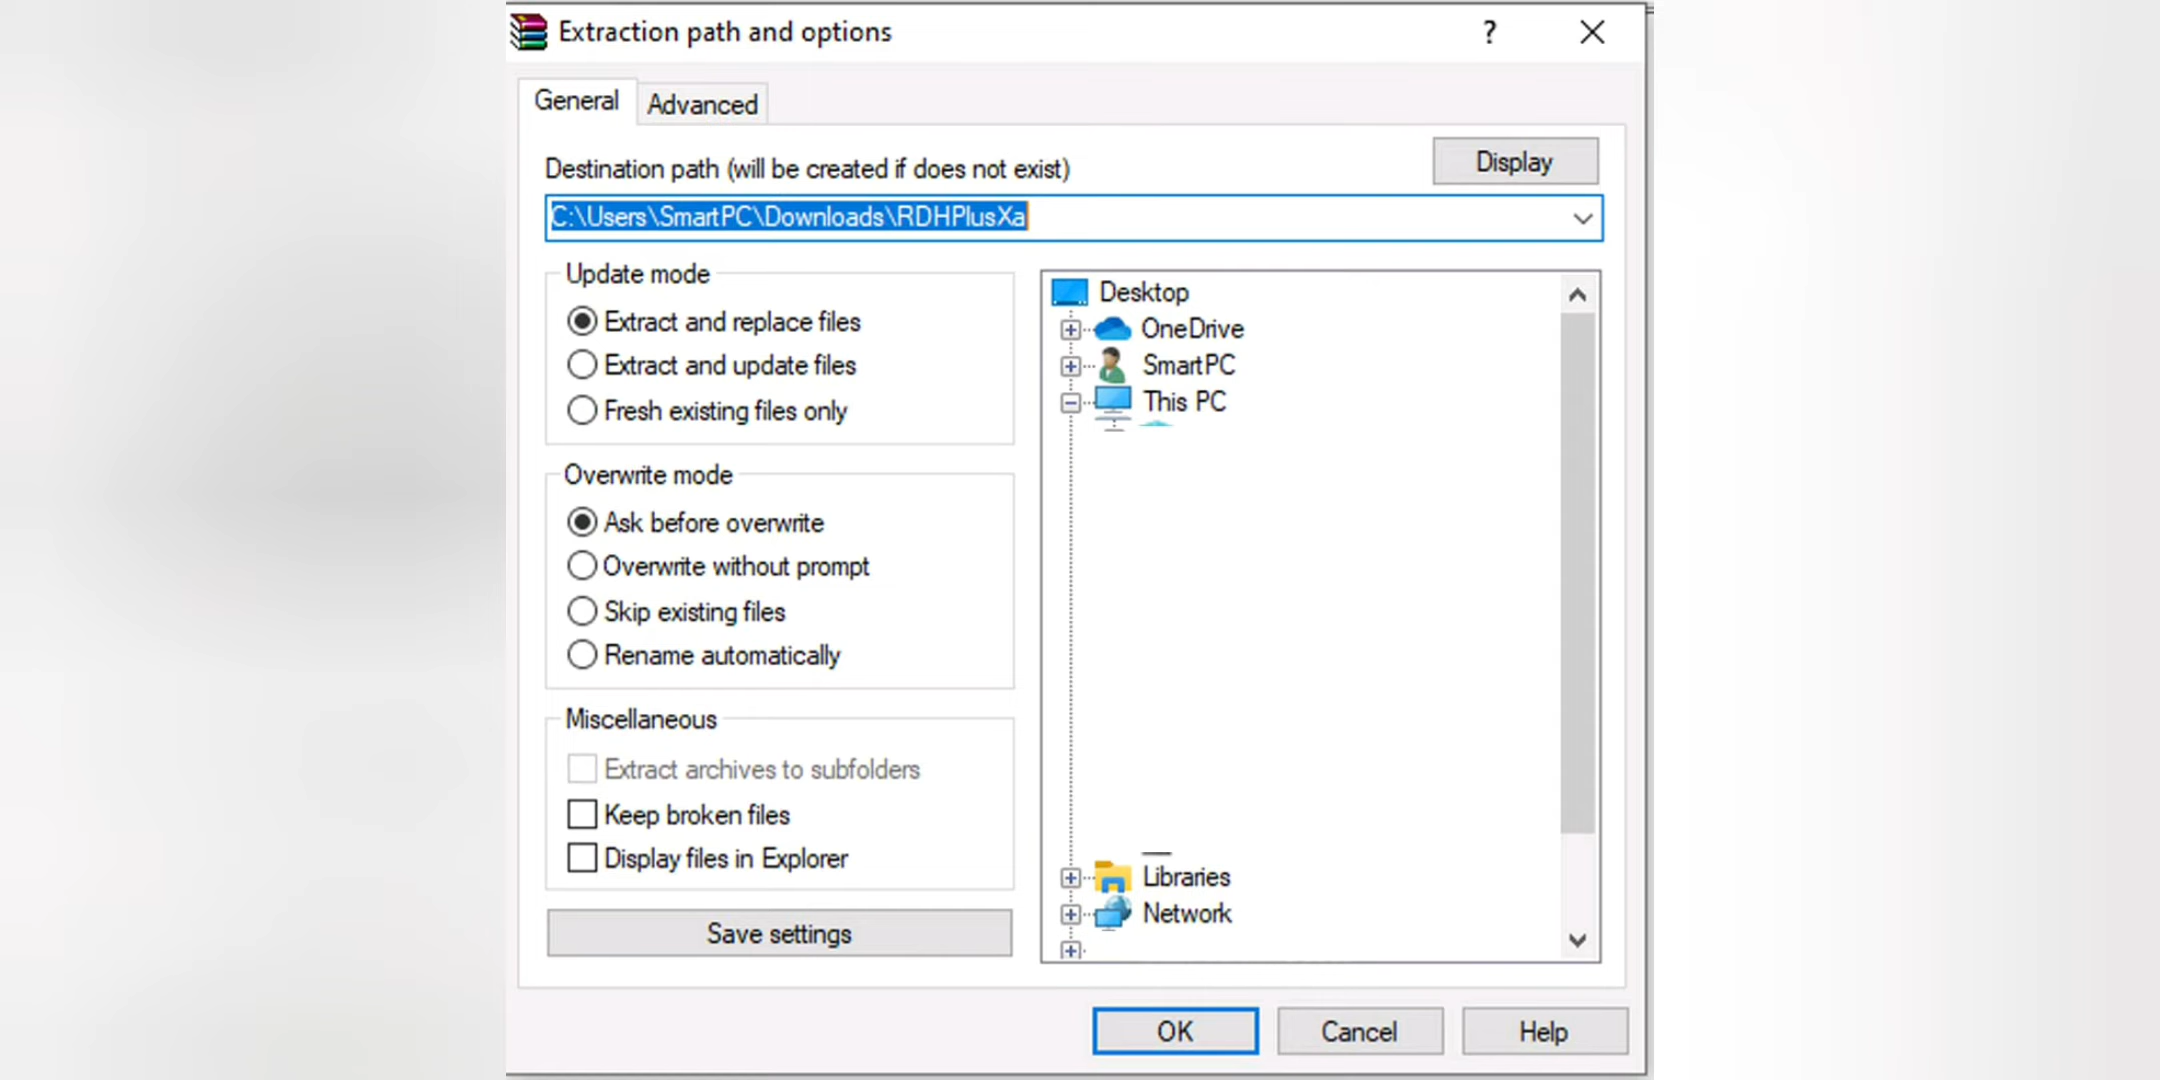 Extraction path and options
?
General
Advanced
Destination path (will be created if does not exist)
Display
C:\Users\SmartPC\Downloads\RDHPlusXa
Update mode
Extract and replace files
Extract and update files
Fresh existing files only
Overwrite mode
Ask before overwrite
Overwrite without prompt
Skip existing files
Rename automatically
Miscellaneous
Extract archives to subfolders
Keep broken files
Display files in Explorer
Save settings
Desktop
OneDrive
SmartPC
This PC
Libraries
Network
OK
Cancel
Help